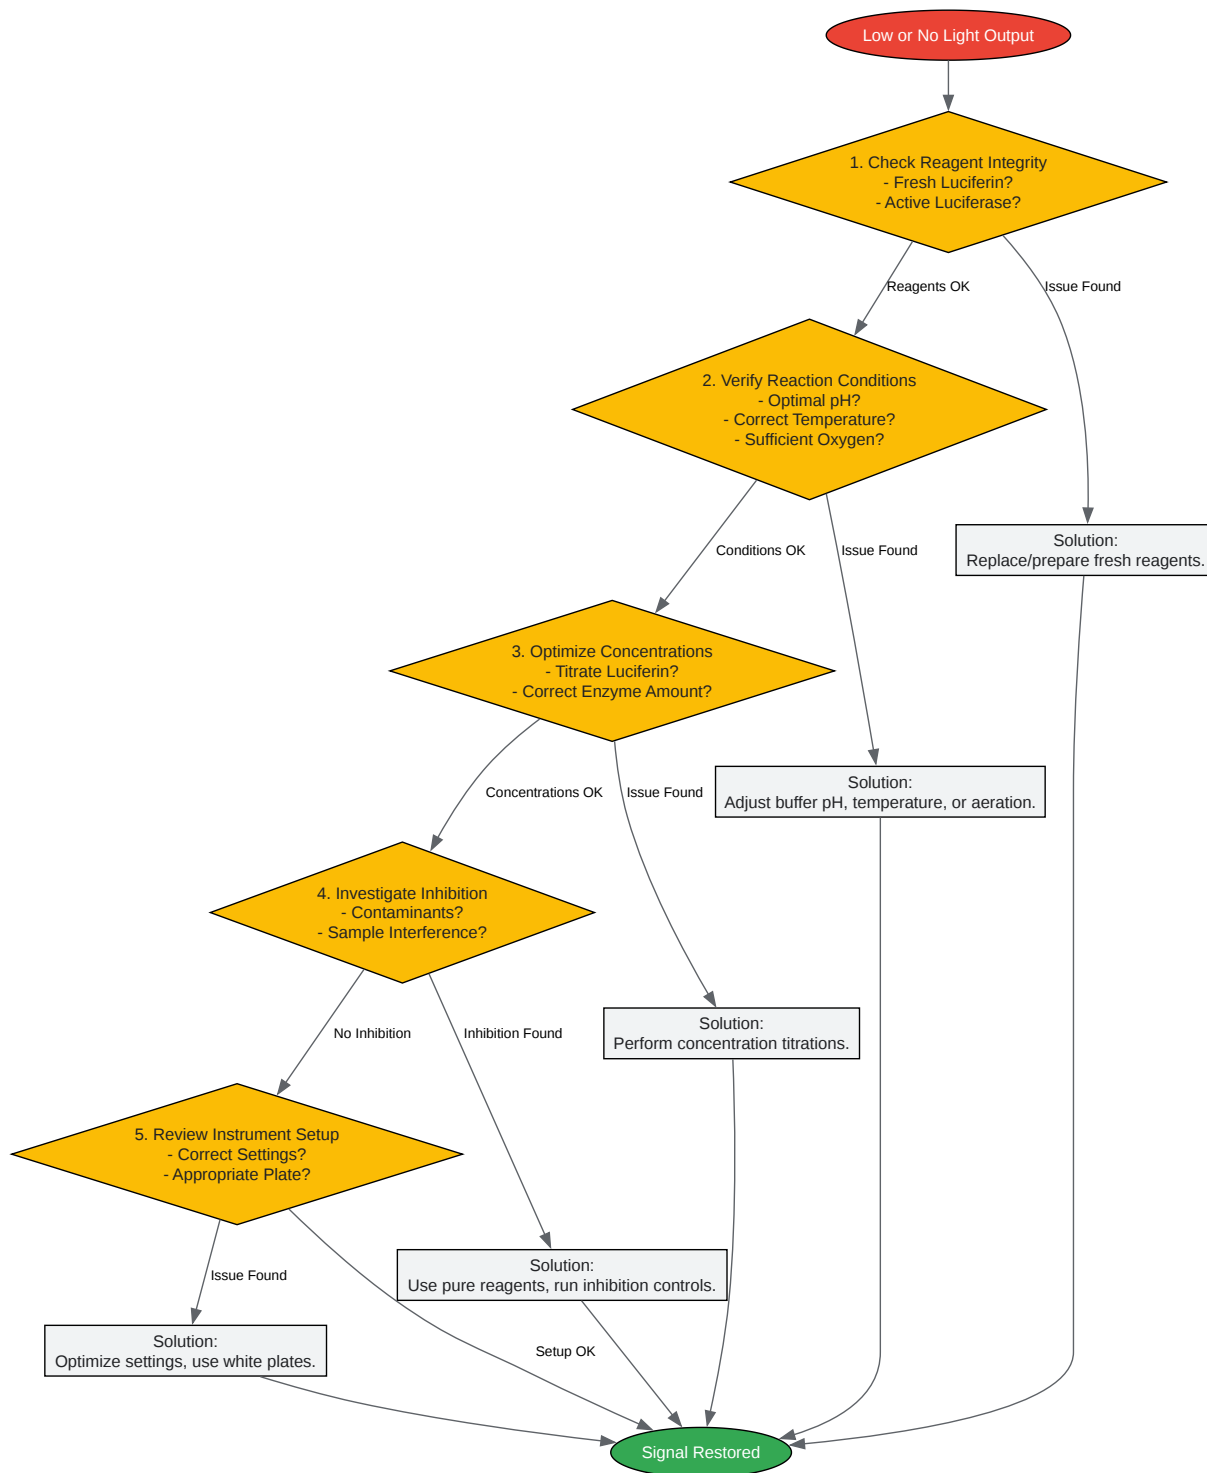 Low or No Light Output
1. Check Reagent Integrity
- Fresh Luciferin?
- Active Luciferase?
Reagents OK
Issue Found
2. Verify Reaction Conditions
- Optimal pH?
- Correct Temperature?
- Sufficient Oxygen?
Conditions OK
Issue Found
Solution:
Replace/prepare fresh reagents.
3. Optimize Concentrations
- Titrate Luciferin?
- Correct Enzyme Amount?
Concentrations OK
Issue Found
Solution:
Adjust buffer pH, temperature, or aeration.
4. Investigate Inhibition
- Contaminants?
- Sample Interference?
No Inhibition
Inhibition Found
Solution:
Perform concentration titrations.
5. Review Instrument Setup
- Correct Settings?
- Appropriate Plate?
Issue Found
Solution:
Use pure reagents, run inhibition controls.
Setup OK
Solution:
Optimize settings, use white plates.
Signal Restored